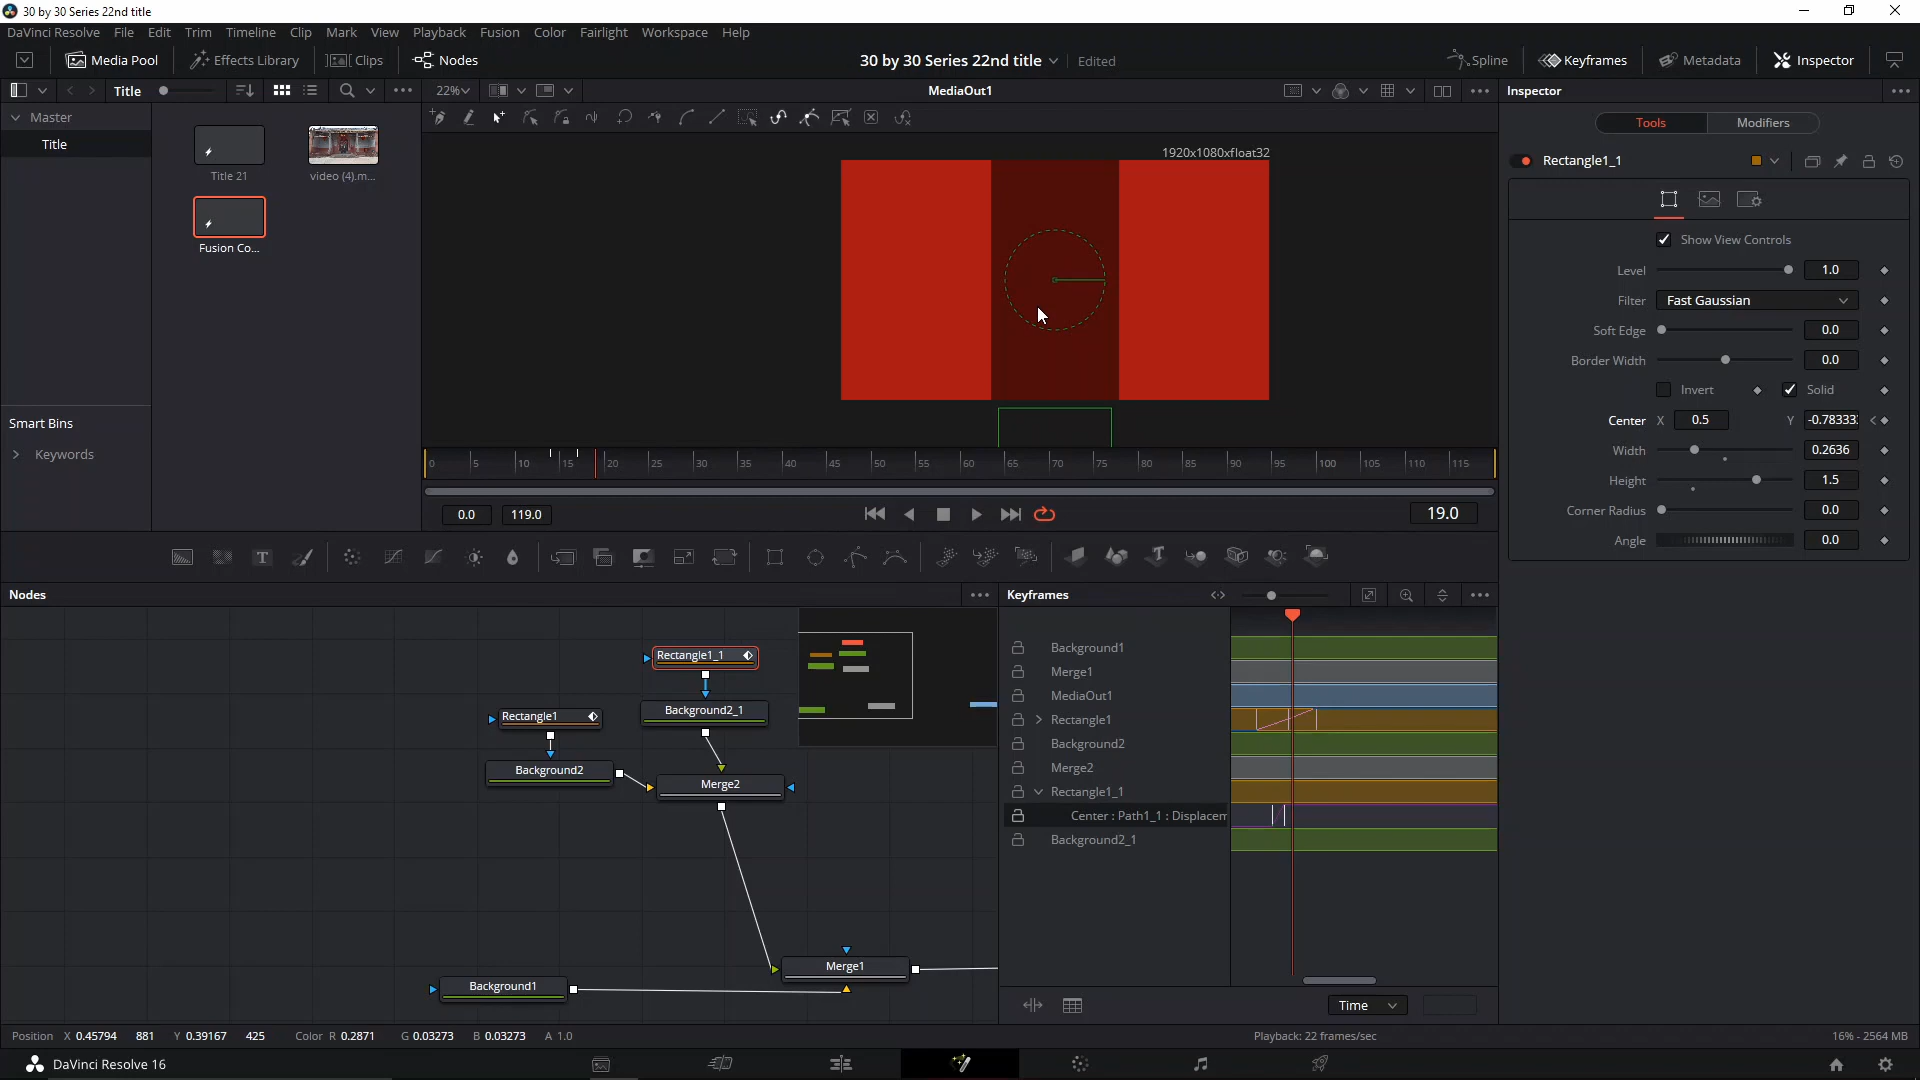 30 by 30 Series 22nd title
DaVinci Resolve File Edit Trim Timeline Clip Mark View Playback Fusion Color Fairlight Workspace Help
Media Pool Effects Library Clips Nodes 30 by 30 Series 22nd title Edited Spline Keyframes Metadata Inspector
Title 22% MediaOut1 Inspector
Master
Title
Title 21
video (4).m...
Fusion Co...
Smart Bins
Keywords
1920x1080xfloat32
0 5 10 15 20 25 30 35 40 45 50 55 60 65 70 75 80 85 90 95 100 105 110 115
0.0 119.0 19.0
Tools Modifiers
Rectangle1_1
Show View Controls
Level 1.0
Filter Fast Gaussian
Soft Edge 0.0
Border Width 0.0
Invert Solid
Center X 0.5 Y -0.78333
Width 0.2636
Height 1.5
Corner Radius 0.0
Angle 0.0
Nodes
Rectangle1_1
Background2_1
Rectangle1
Background2
Merge2
Merge1
Background1
Keyframes
Background1
Merge1
MediaOut1
Rectangle1
Background2
Merge2
Rectangle1_1
Center : Path1_1 : Displacem
Background2_1
Time
Position X 0.45794 881 Y 0.39167 425 Color R 0.2871 G 0.03273 B 0.03273 A 1.0
Playback: 22 frames/sec
16% - 2564 MB
DaVinci Resolve 16